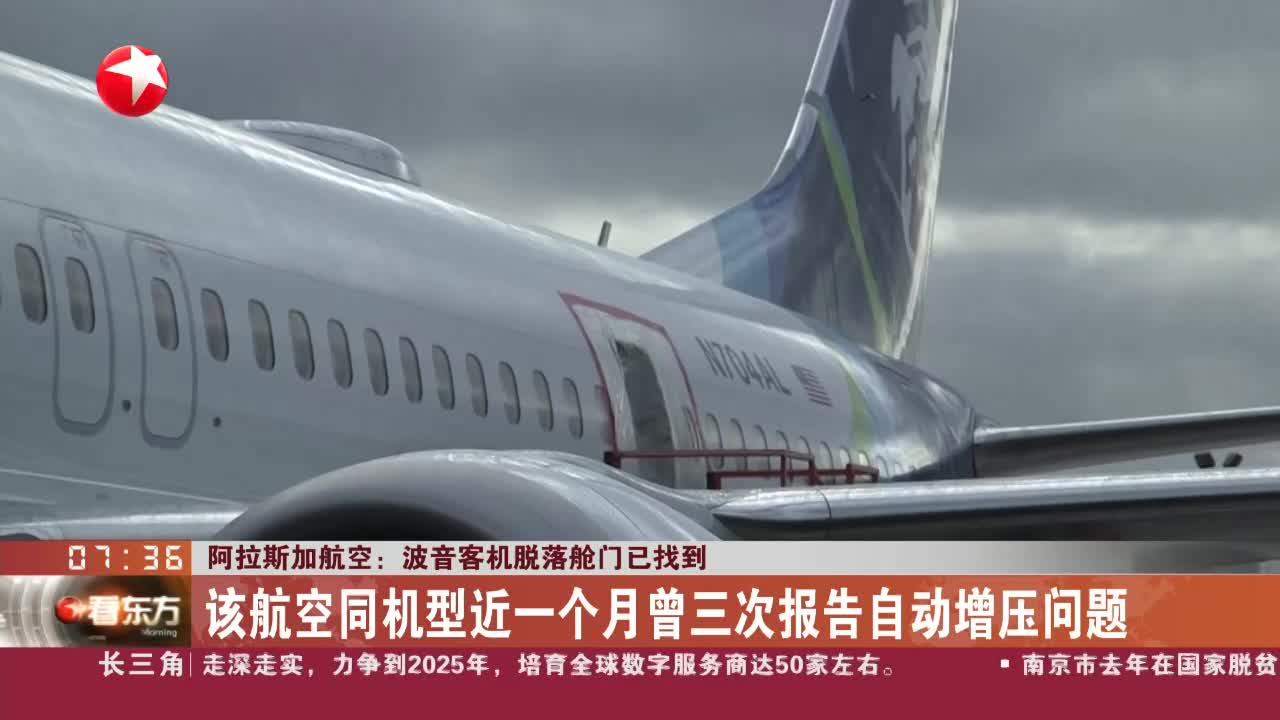 N704AL
07:36
阿拉斯加航空：波音客机脱落舱门已找到
看东方
Morning
该航空同机型近一个月曾三次报告自动增压问题
长三角
走深走实，力争到2025年，培育全球数字服务商达50家左右。
▪ 南京市去年在国家脱贫